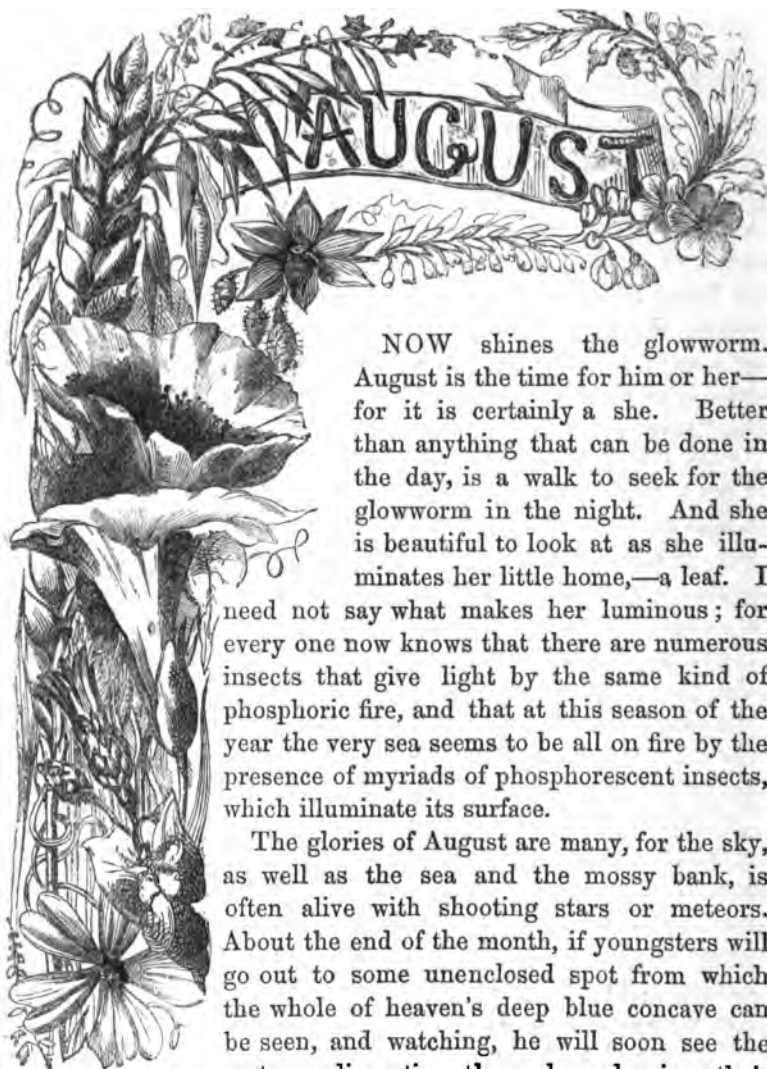 AUGUST
NOW shines the glowworm.
August is the time for him or her—
for it is certainly a she. Better
than anything that can be done in
the day, is a walk to seek for the
glowworm in the night. And she
is beautiful to look at as she illu-
minates her little home,—a leaf. I
need not say what makes her luminous ; for
every one now knows that there are numerous
insects that give light by the same kind of
phosphoric fire, and that at this season of the
year the very sea seems to be all on fire by the
presence of myriads of phosphorescent insects,
which illuminate its surface.
The glories of August are many, for the sky,
as well as the sea and the mossy bank, is
often alive with shooting stars or meteors.
About the end of the month, if youngsters will
go out to some unenclosed spot from which
the whole of heaven's deep blue concave can
be seen, and watching, he will soon see the